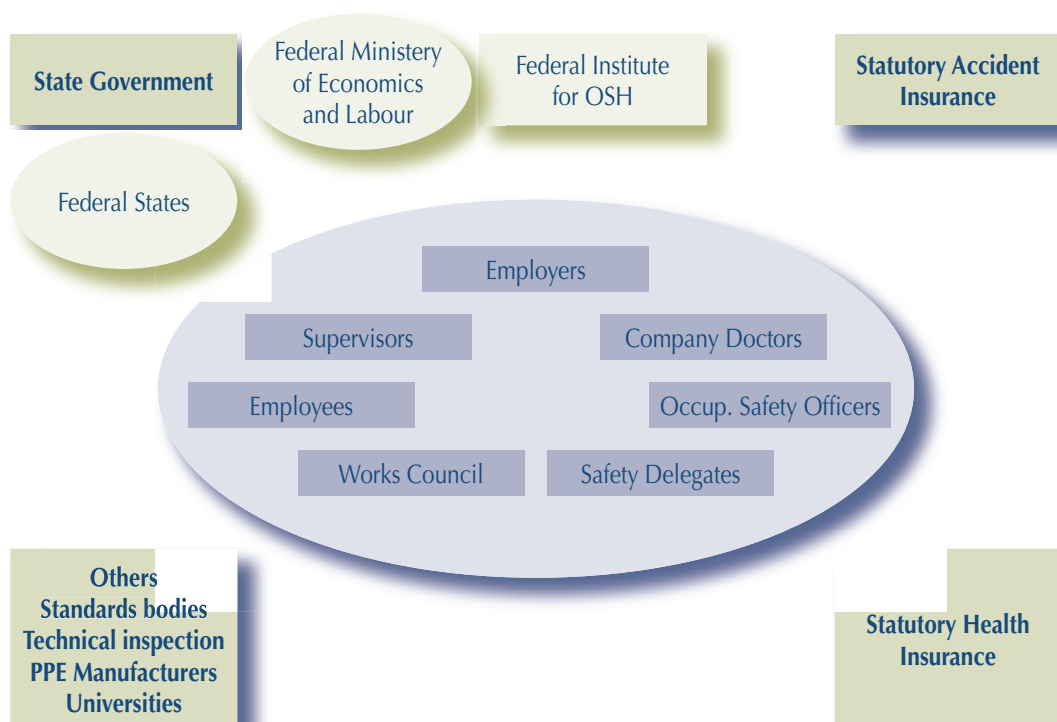 State Government
Federal Ministery
of Economics
and Labour
Federal Institute
for OSH
Statutory Accident
Insurance
Federal States
Employers
Supervisors
Company Doctors
Employees
Occup. Safety Officers
Works Council
Safety Delegates
Others
Standards bodies
Technical inspection
PPE Manufacturers
Universities
Statutory Health
Insurance